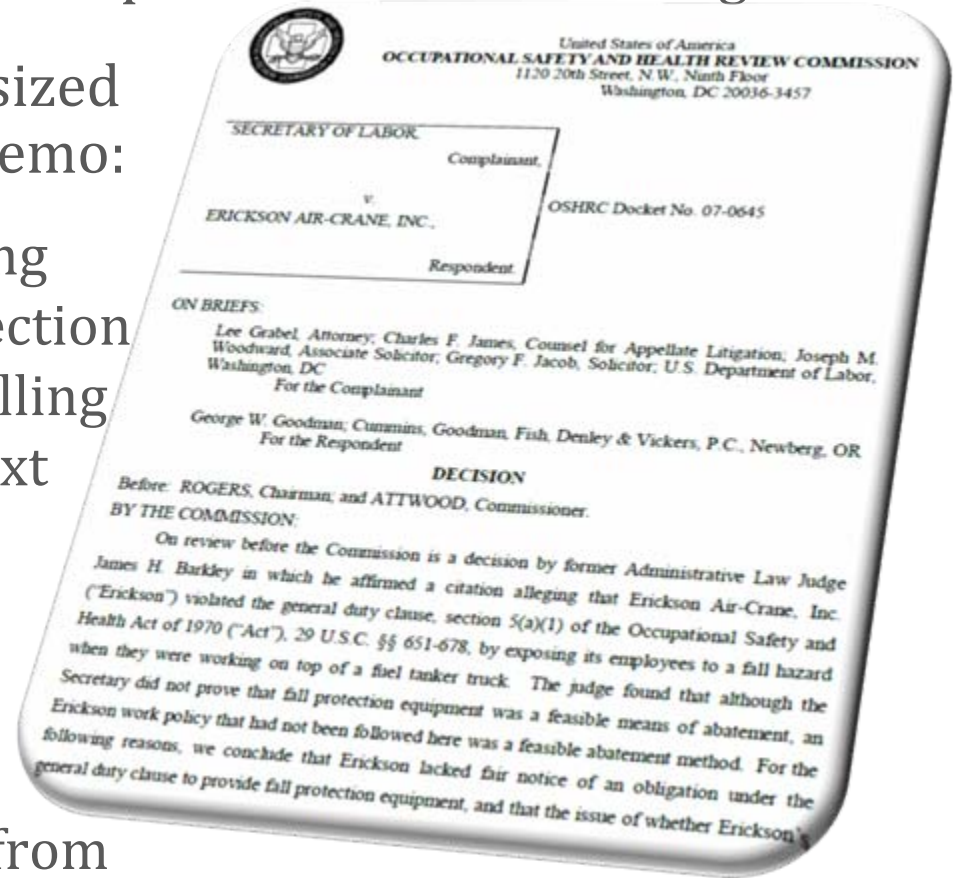 sized
emo:
ng
ection
lling
xt
from
United States of America
OCCUPATIONAL SAFETY AND HEALTH REVIEW COMMISSION
1120 20th Street, N.W., Ninth Floor
Washington, DC 20036-3457
SECRETARY OF LABOR,
Complainant,
v.
OSHRC Docket No. 07-0645
ERICKSON AIR-CRANE, INC.,
Respondent.
ON BRIEFS:
Lee Grabel, Attorney; Charles F. James, Counsel for Appellate Litigation; Joseph M.
Woodward, Associate Solicitor; Gregory F. Jacob, Solicitor; U.S. Department of Labor,
Washington, DC
For the Complainant
George W. Goodman; Cummins, Goodman, Fish, Denley & Vickers, P.C., Newberg, OR
For the Respondent
DECISION
Before: ROGERS, Chairman; and ATTWOOD, Commissioner.
BY THE COMMISSION:
On review before the Commission is a decision by former Administrative Law Judge
James H. Barkley in which he affirmed a citation alleging that Erickson Air-Crane, Inc.
("Erickson") violated the general duty clause, section 5(a)(1) of the Occupational Safety and
Health Act of 1970 ("Act"), 29 U.S.C. §§ 651-678, by exposing its employees to a fall hazard
when they were working on top of a fuel tanker truck. The judge found that although the
Secretary did not prove that fall protection equipment was a feasible means of abatement, an
Erickson work policy that had not been followed here was a feasible abatement method. For the
following reasons, we conclude that Erickson lacked fair notice of an obligation under the
general duty clause to provide fall protection equipment, and that the issue of whether Erickson's